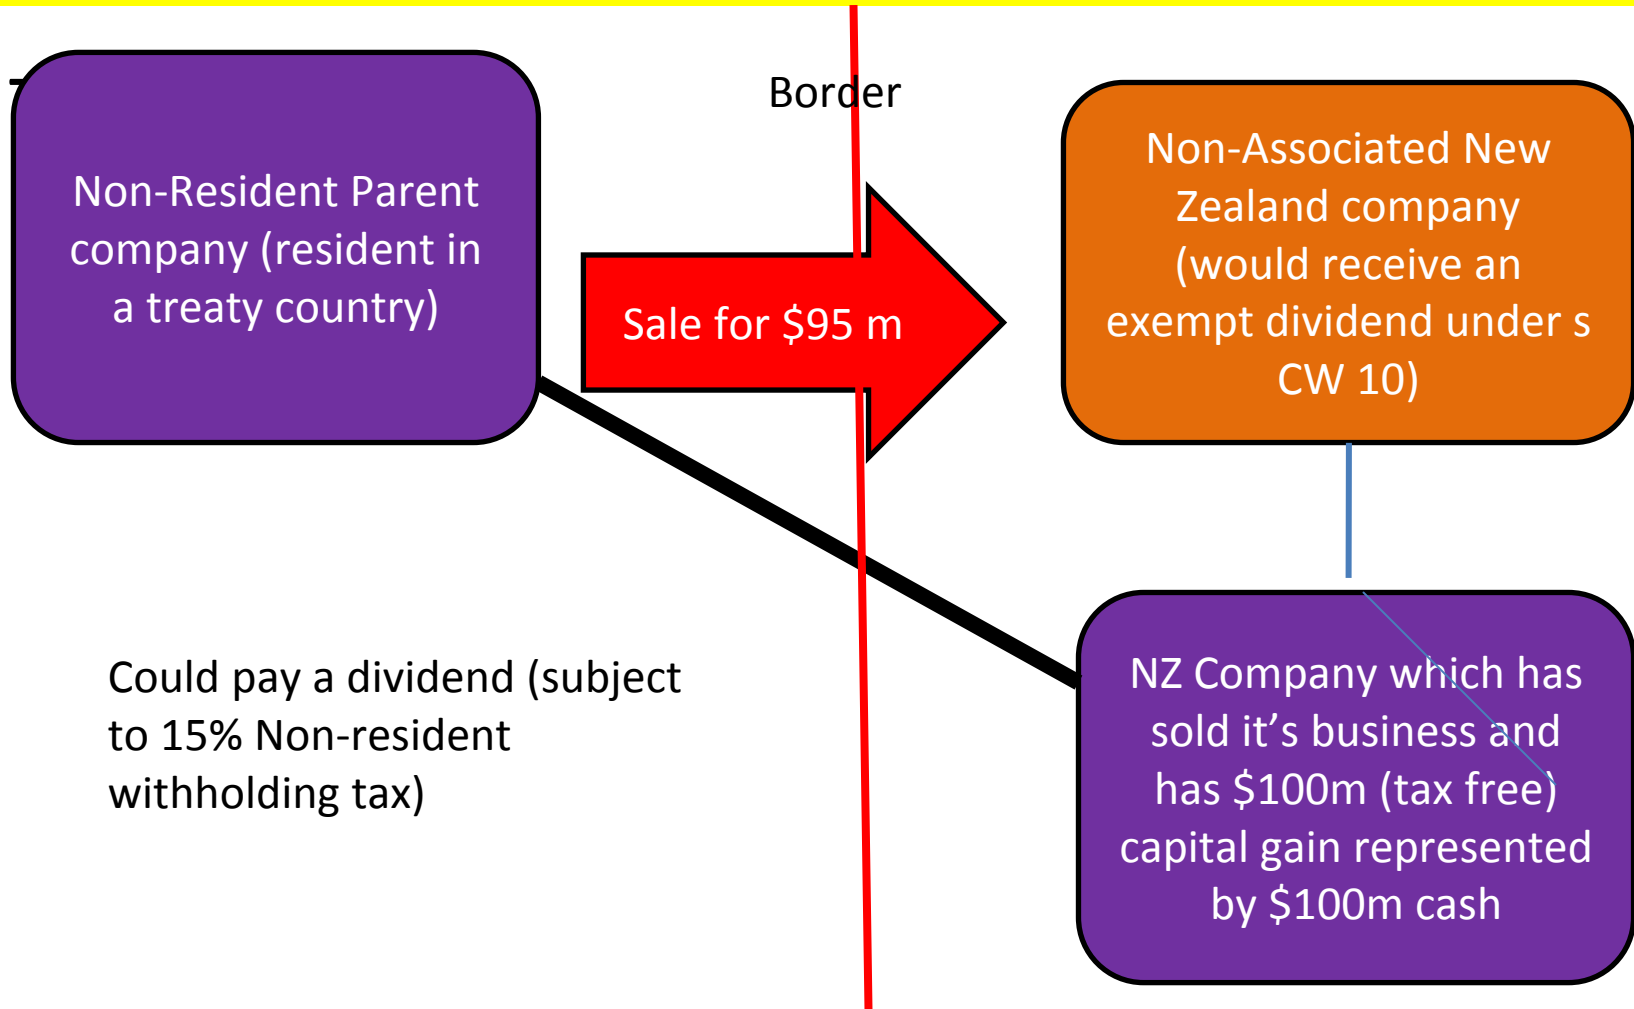 Border
Non-Resident Parent
company (resident in
a treaty country)
Sale for $95 m
Non-Associated New
Zealand company
(would receive an
exempt dividend under s
CW 10)
Could pay a dividend (subject
to 15% Non-resident
withholding tax)
NZ Company which has
sold it’s business and
has $100m (tax free)
capital gain represented
by $100m cash